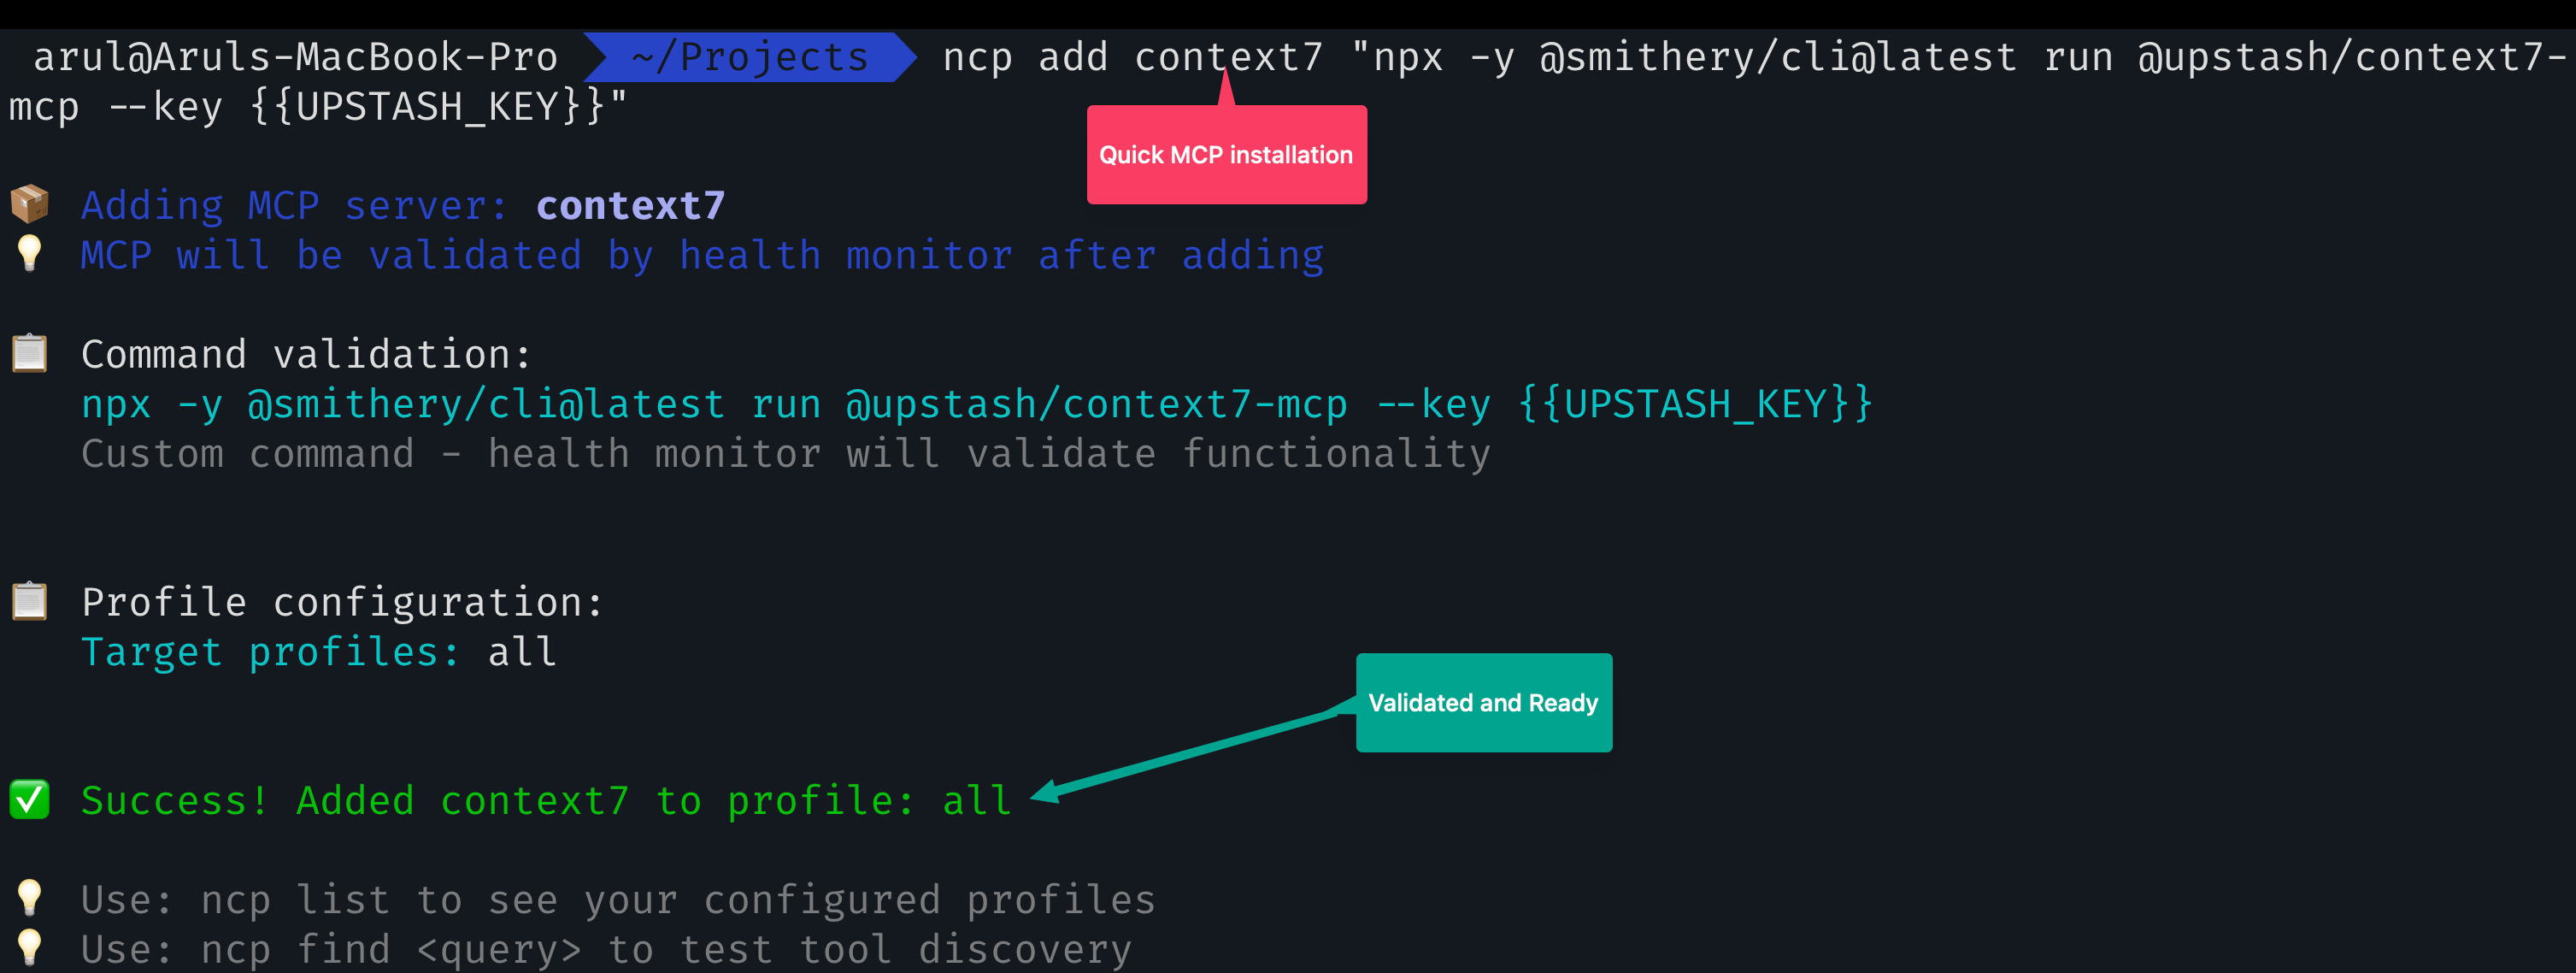 arul@Aruls-MacBook-Pro ~/Projects ncp add context7 "npx -y @smithery/cli@latest run @upstash/context7-
mcp --key {{UPSTASH_KEY}}"
Quick MCP installation
Adding MCP server: context7
MCP will be validated by health monitor after adding
Command validation:
npx -y @smithery/cli@latest run @upstash/context7-mcp --key {{UPSTASH_KEY}}
Custom command - health monitor will validate functionality
Profile configuration:
Target profiles: all
Validated and Ready
Success! Added context7 to profile: all
Use: ncp list to see your configured profiles
Use: ncp find <query> to test tool discovery